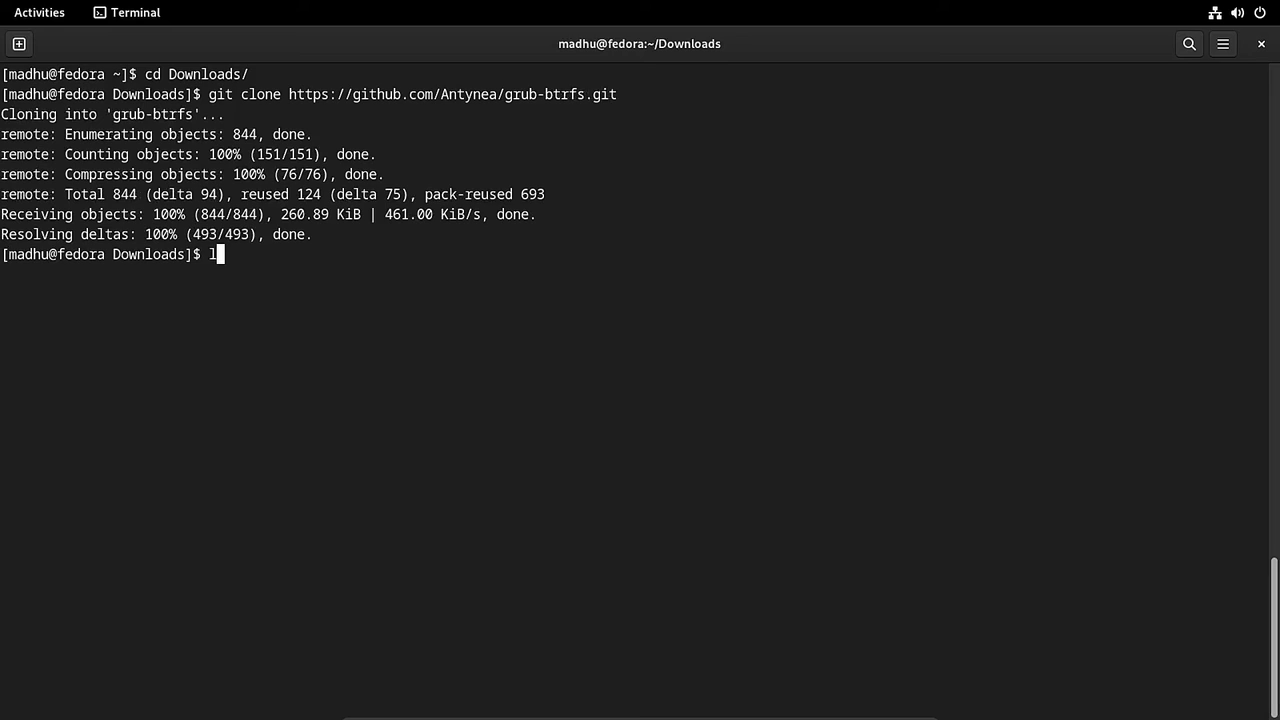 Activities
Terminal
madhu@fedora:~/Downloads
[madhu@fedora ~]$ cd Downloads/
[madhu@fedora Downloads]$ git clone https://github.com/Antynea/grub-btrfs.git
Cloning into 'grub-btrfs'...
remote: Enumerating objects: 844, done.
remote: Counting objects: 100% (151/151), done.
remote: Compressing objects: 100% (76/76), done.
remote: Total 844 (delta 94), reused 124 (delta 75), pack-reused 693
Receiving objects: 100% (844/844), 260.89 KiB | 461.00 KiB/s, done.
Resolving deltas: 100% (493/493), done.
[madhu@fedora Downloads]$ l